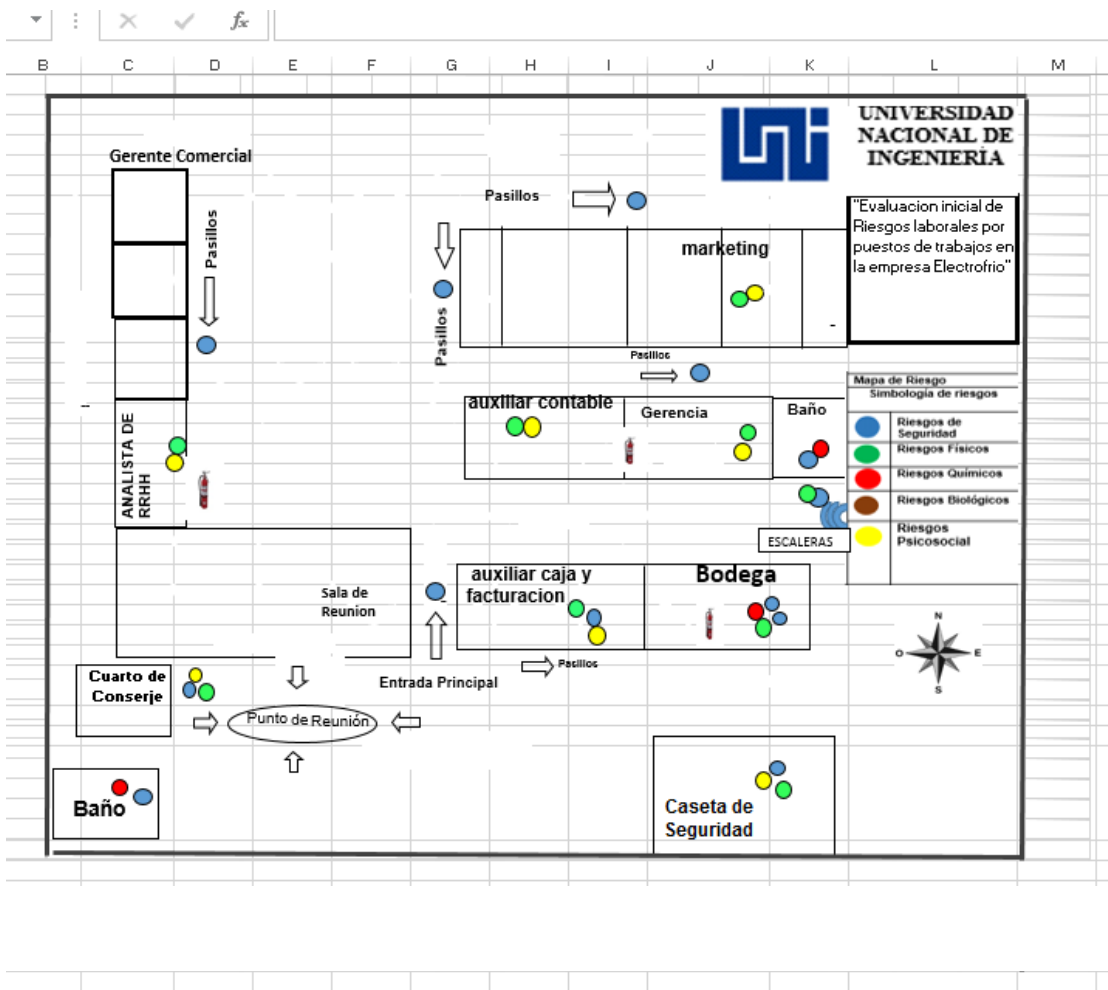 fx
B C D E F G H I J K L M
UNIVERSIDAD
NACIONAL DE
INGENIERÍA
Gerente Comercial
Pasillos
Pasillos
"Evaluacion inicial de
Riesgos laborales por
puestos de trabajos en
la empresa Electrofrio"
marketing
Pasillos
Pasillos
Mapa de Riesgo
Simbología de riesgos
Riesgos de
Seguridad
Riesgos Físicos
Riesgos Químicos
Riesgos Biológicos
Riesgos
Psicosocial
auxiliar contable
Gerencia
Baño
ANALISTA DE
RRHH
ESCALERAS
Sala de
Reunion
auxiliar caja y
facturacion
Bodega
N
O
E
S
Pasillos
Entrada Principal
Cuarto de
Conserje
Punto de Reunión
Baño
Caseta de
Seguridad